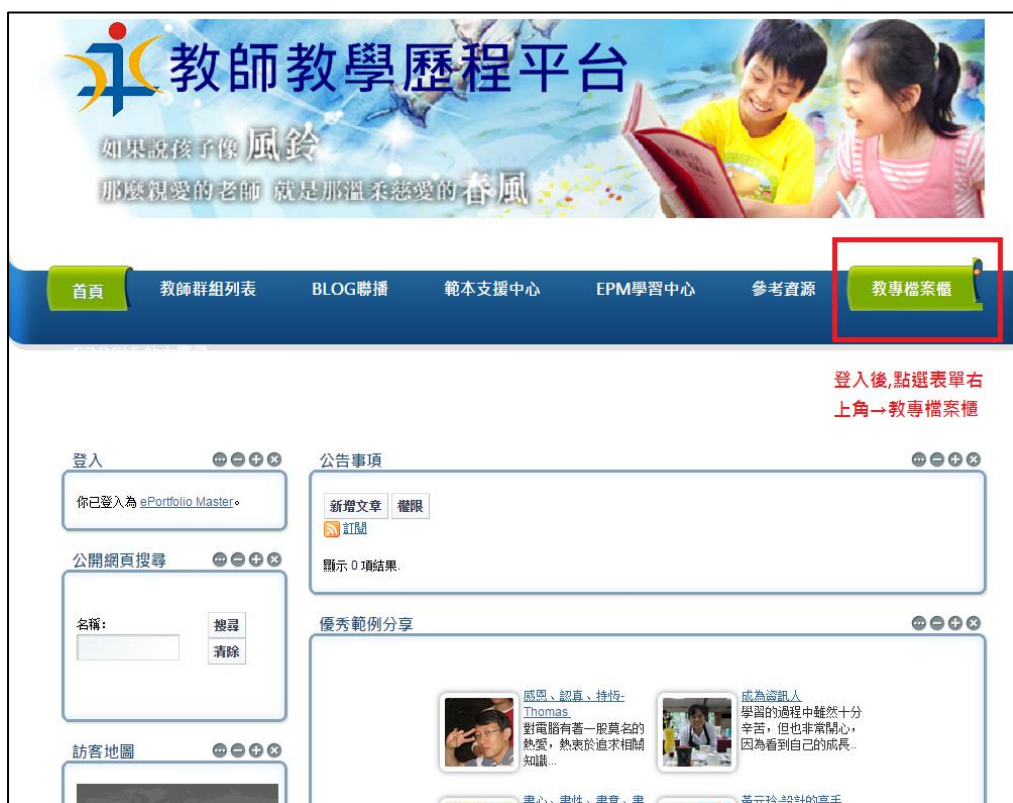 教師教學歷程平台
如果說孩子像風鈴
那麼親愛的老師 就是那溫柔慈愛的春風
首頁 教師群組列表 BLOG聯播 範本支援中心 EPM學習中心 參考資源 教專檔案櫃
登入後,點選表單右
上角→教專檔案櫃
登入
你已登入為 ePortfolio Master。
公開網頁搜尋
名稱:
搜尋
清除
訪客地圖
公告事項
新增文章 權限
訂閱
顯示 0 項結果.
優秀範例分享
感恩、認真、持恆-
Thomas
對電腦有著一股莫名的
熱愛,熱衷於追求相關
知識...
成為資訊人
學習的過程中雖然十分
辛苦,但也非常開心,
因為看到自己的成長...